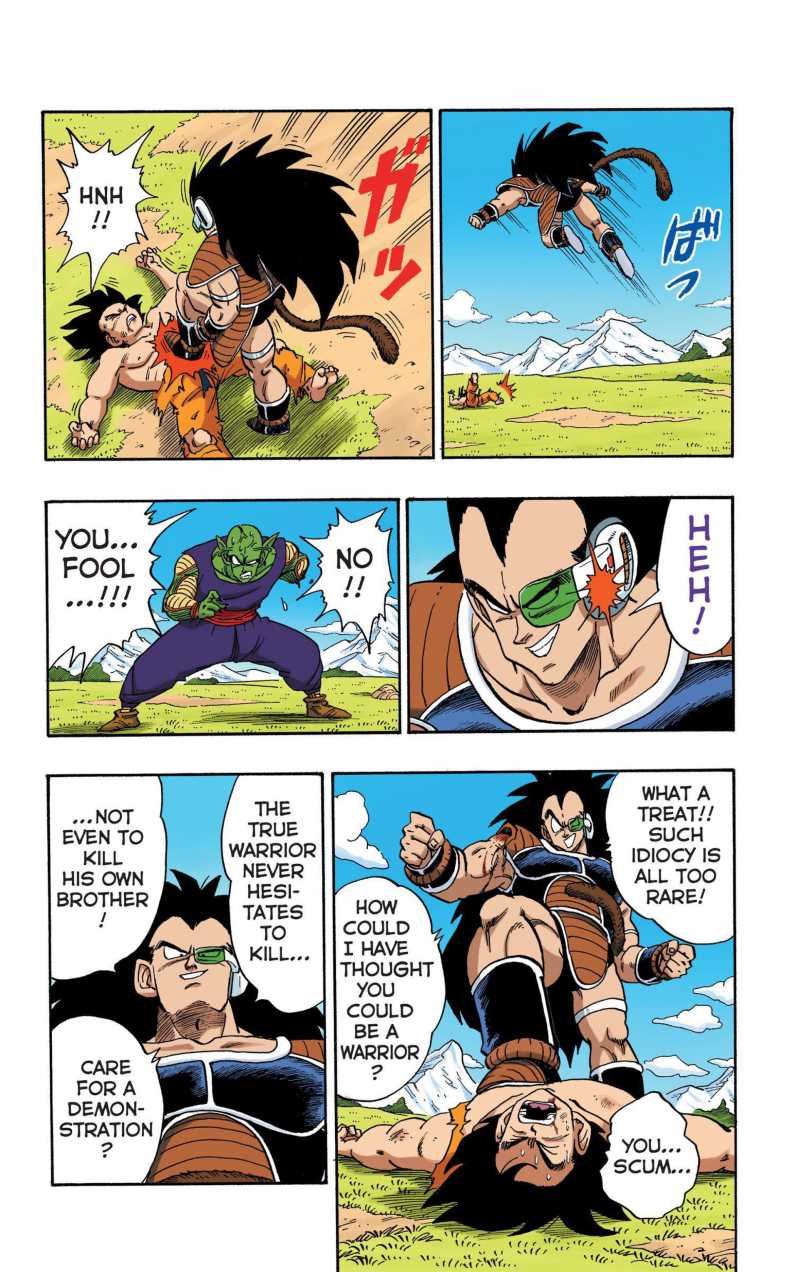 ばっ
HNH
!!
ガッ
HEH!
NO
!!
YOU...
FOOL
...!!!
WHAT A
TREAT!!
SUCH
IDIOCY IS
ALL TOO
RARE!
HOW
COULD
I HAVE
THOUGHT
YOU
COULD
BE A
WARRIOR
?
YOU...
SCUM...
THE
TRUE
WARRIOR
NEVER
HESI-
TATES
TO
KILL...
...NOT
EVEN TO
KILL
HIS OWN
BROTHER
!
CARE
FOR A
DEMON-
STRATION
?